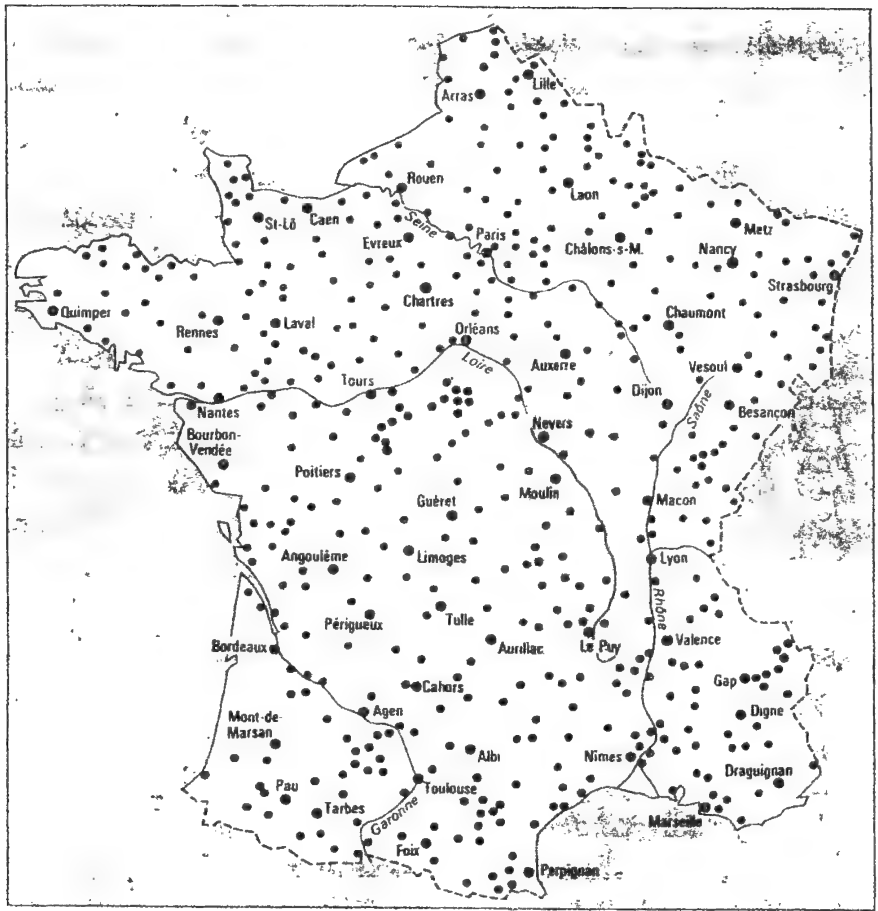 Lille
Arras
Rouen
Laon
St-Lô
Caen
Seine
Evreux
Paris
Châlons-s-M.
Metz
Nancy
Strasbourg
Quimper
Chartres
Rennes
Laval
Chaumont
Orléans
Loire
Auxerre
Vesoul
Tours
Dijon
Saône
Nantes
Besançon
Bourbon-
Vendée
Nevers
Poitiers
Moulin
Guéret
Macon
Angoulême
Limoges
Lyon
Rhône
Périgueux
Tulle
Aurillac
Le Puy
Valence
Bordeaux
Gap
Cahors
Agen
Digne
Mont-de-
Marsan
Albi
Nîmes
Draguignan
Pau
Toulouse
Tarbes
Garonne
Marseille
Foix
Perpignan